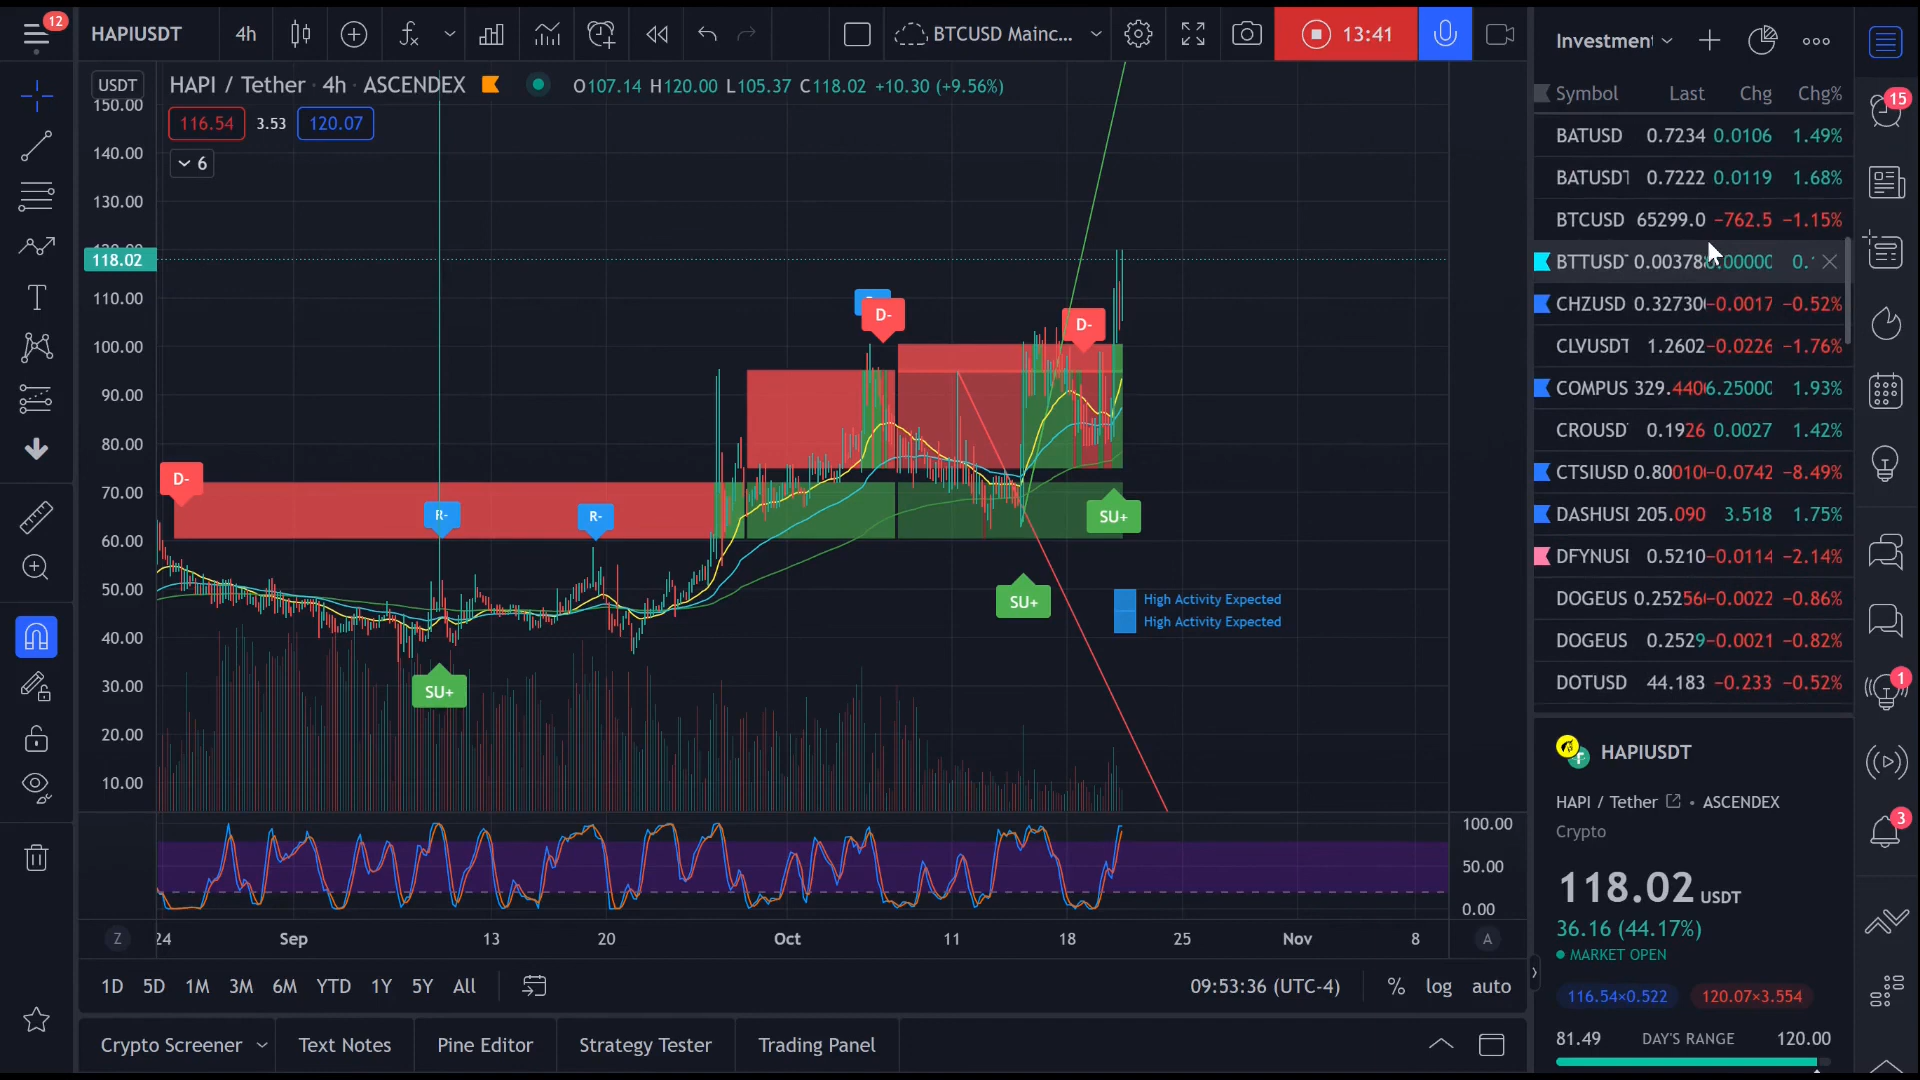 12
HAPIUSDT
4h
BTCUSD Mainc...
13:41
Investment
USDT
HAPI / Tether · 4h · ASCENDEX
O107.14 H120.00 L105.37 C118.02 +10.30 (+9.56%)
116.54
3.53
120.07
6
150.00
140.00
130.00
118.02
110.00
100.00
90.00
80.00
70.00
60.00
50.00
40.00
30.00
20.00
10.00
D-
D-
D-
R-
R-
SU+
SU+
SU+
High Activity Expected
High Activity Expected
100.00
50.00
0.00
Z
24
Sep
13
20
Oct
11
18
25
Nov
8
A
1D 5D 1M 3M 6M YTD 1Y 5Y All
09:53:36 (UTC-4)
% log auto
Crypto Screener
Text Notes
Pine Editor
Strategy Tester
Trading Panel
Symbol Last Chg Chg%
BATUSD 0.7234 0.0106 1.49%
BATUSDT 0.7222 0.0119 1.68%
BTCUSD 65299.0 −762.5 −1.15%
BTTUSD 0.00378 .00000 0.
CHZUSD 0.32730 −0.0017 −0.52%
CLVUSDT 1.2602 −0.0226 −1.76%
COMPUS 329.440 6.25000 1.93%
CROUSD 0.1926 0.0027 1.42%
CTSIUSD 0.80010 −0.0742 −8.49%
DASHUSI 205.090 3.518 1.75%
DFYNUSI 0.5210 −0.0114 −2.14%
DOGEUS 0.25256 −0.0022 −0.86%
DOGEUS 0.2529 −0.0021 −0.82%
DOTUSD 44.183 −0.233 −0.52%
HAPIUSDT
HAPI / Tether • ASCENDEX
Crypto
118.02 USDT
36.16 (44.17%)
MARKET OPEN
116.54×0.522
120.07×3.554
81.49 DAY'S RANGE 120.00
15
1
3